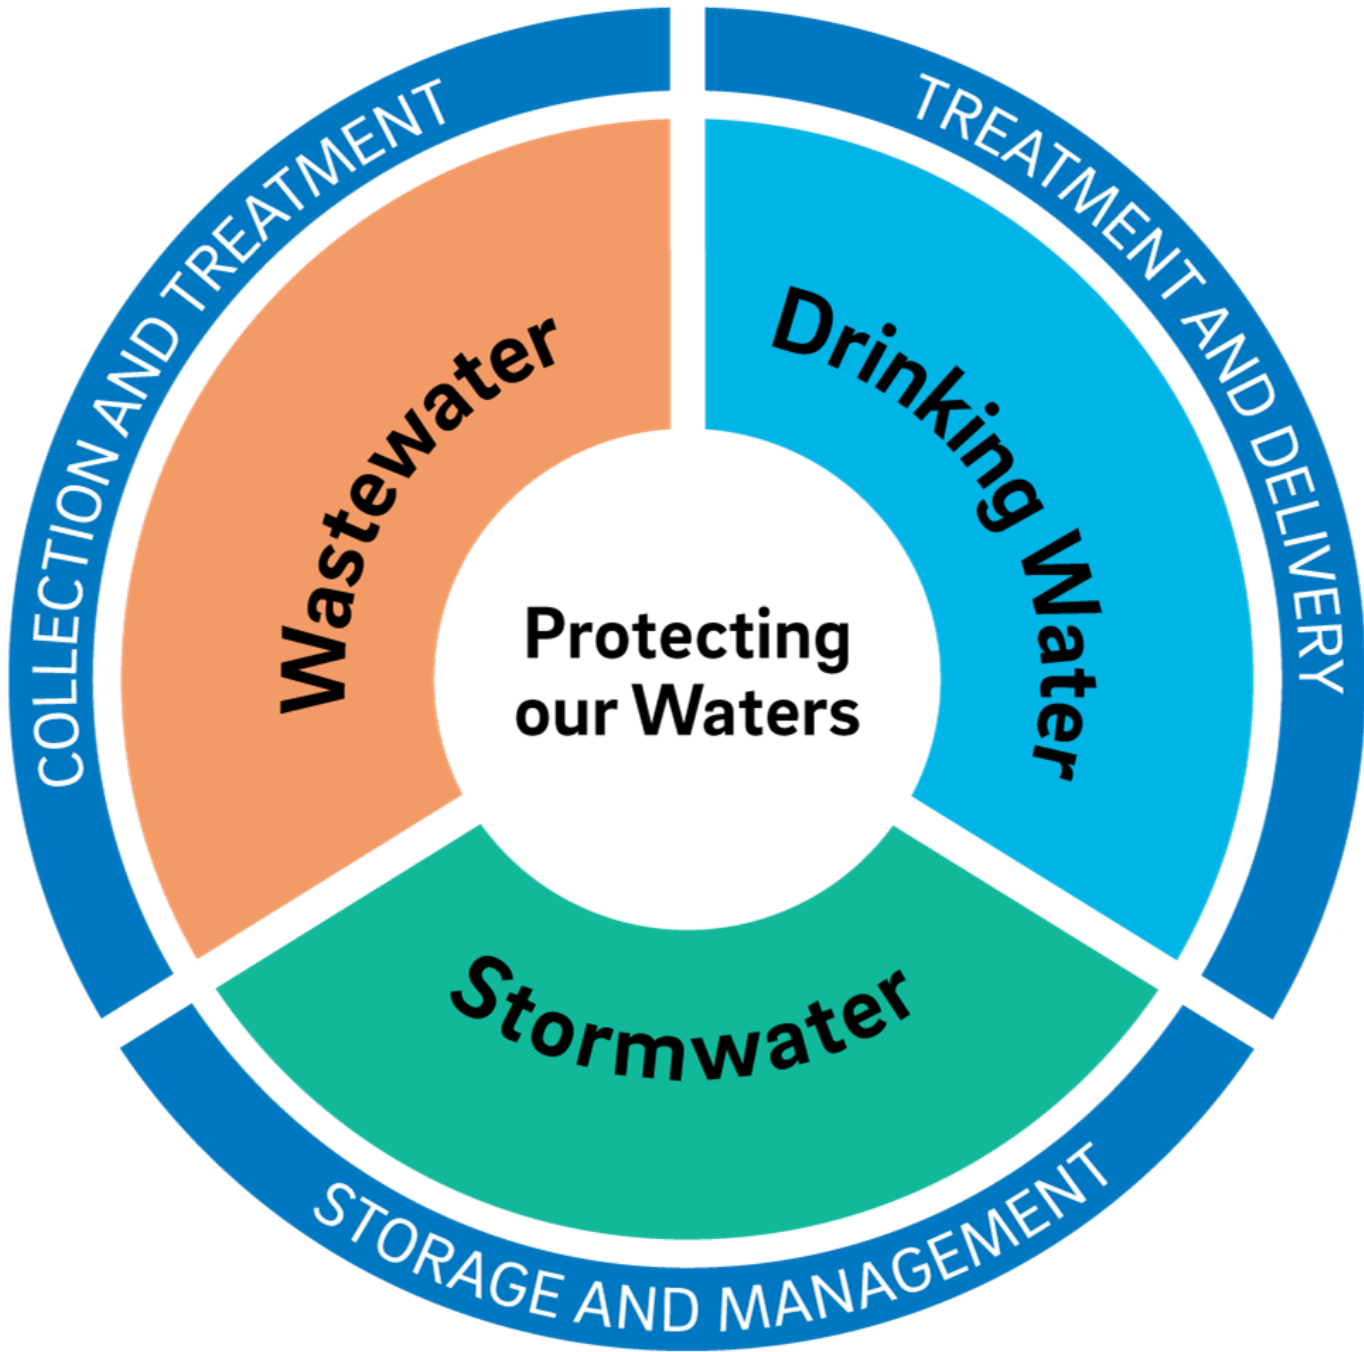 COLLECTION AND TREATMENT
TREATMENT AND DELIVERY
Wastewater
Drinking Water
Protecting
our Waters
Stormwater
STORAGE AND MANAGEMENT